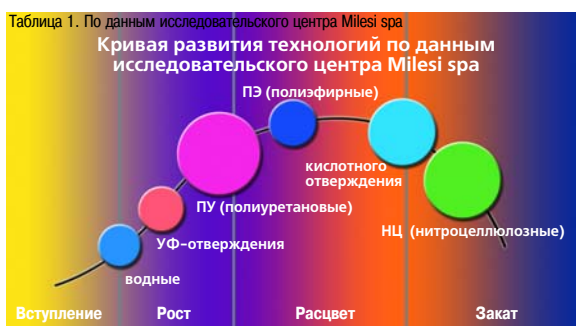 Таблица 1. По данным исследовательского центра Milesi spa
Кривая развития технологий по данным
исследовательского центра Milesi spa
ПЭ (полиэфирные)
кислотного
отверждения
ПУ (полиуретановые)
НЦ (нитроцеллюлозные)
УФ-отверждения
водные
Вступление Рост Расцвет Закат